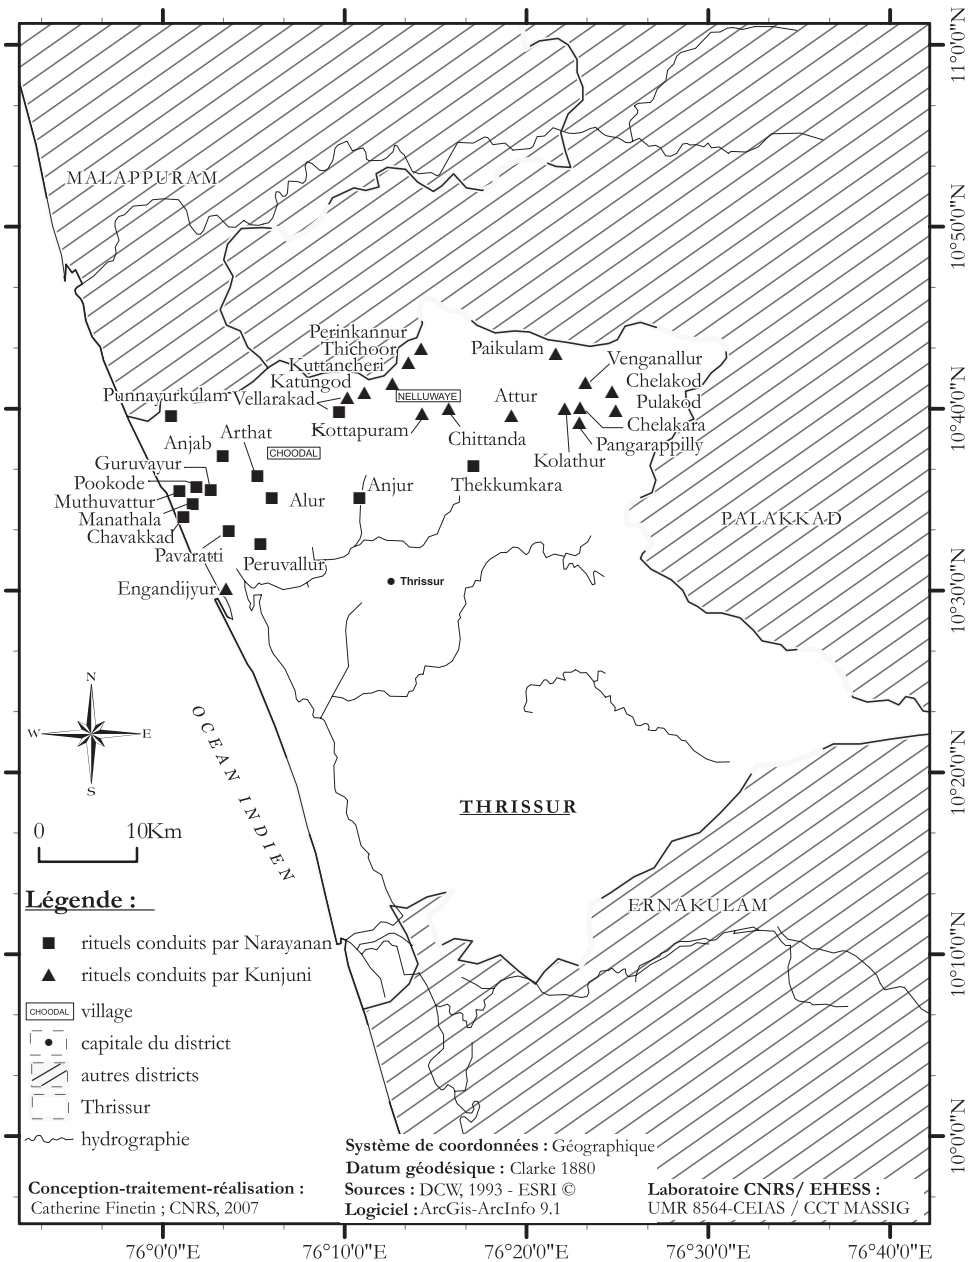 11°0'0"N
10°50'0"N
10°40'0"N
10°30'0"N
10°20'0"N
10°10'0"N
10°0'0"N
MALAPPURAM
Perinkannur
Thichoor
Kuttancheri
Katungod
Vellarakad
Punnayurkulam
Paikulam
Venganallur
Chelakod
Pulakod
Chelakara
Pangarappilly
NELLUWAYE
Attur
Kottapuram
Chittanda
Kolathur
Anjab
Arthat
CHOODAL
Guruvayur
Pookode
Muthuvattur
Manathala
Chavakkad
Pavaratti
Alur
Anjur
Thekkumkara
PALAKKAD
Peruvallur
Engandijyur
Thrissur
N
W
E
S
OCEAN INDIEN
THRISSUR
ERNAKULAM
0 10Km
Légende :
rituels conduits par Narayanan
rituels conduits par Kunjuni
CHOODAL village
capitale du district
autres districts
Thrissur
hydrographie
Système de coordonnées : Géographique
Datum géodésique : Clarke 1880
Sources : DCW, 1993 - ESRI ©
Logiciel : ArcGis-ArcInfo 9.1
Conception-traitement-réalisation :
Catherine Finetin ; CNRS, 2007
Laboratoire CNRS/ EHESS :
UMR 8564-CEIAS / CCT MASSIG
76°0'0"E 76°10'0"E 76°20'0"E 76°30'0"E 76°40'0"E